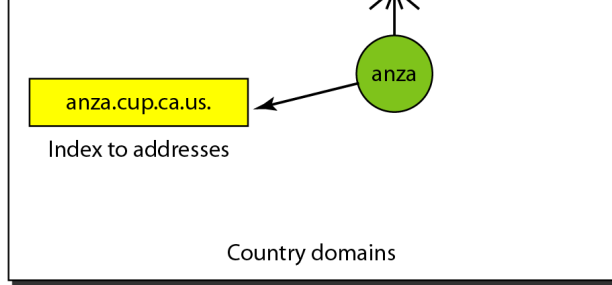 anza
anza.cup.ca.us.
Index to addresses
Country domains